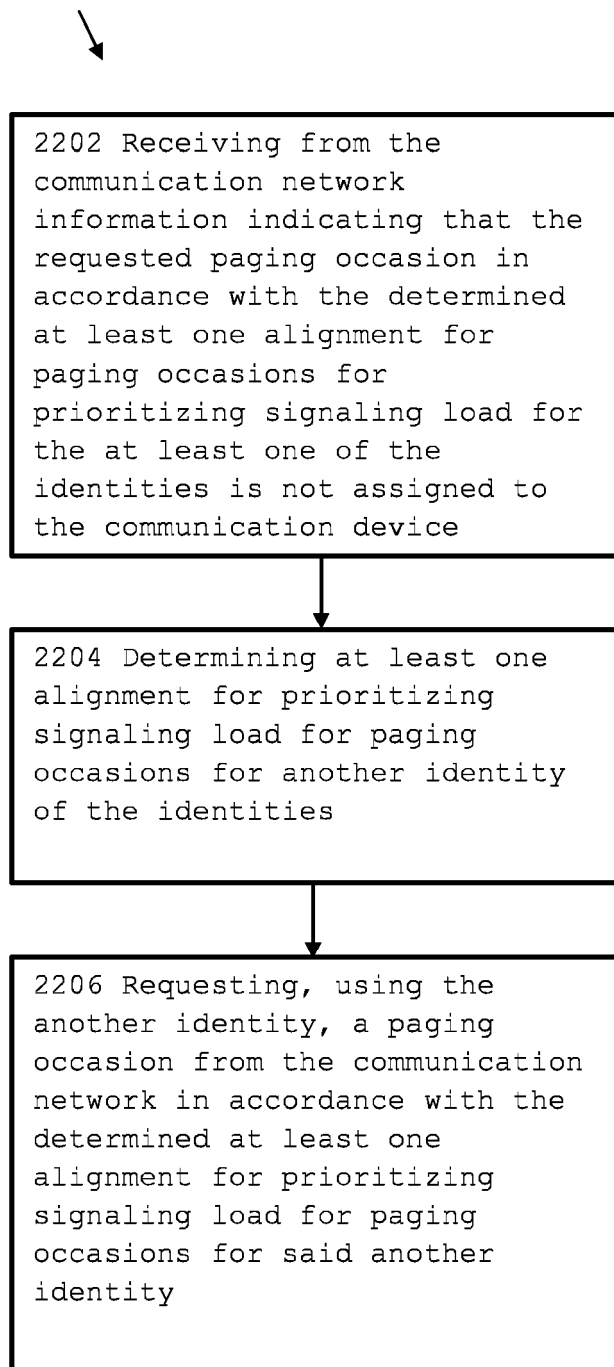 2202 Receiving from the
communication network
information indicating that the
requested paging occasion in
accordance with the determined
at least one alignment for
paging occasions for
prioritizing signaling load for
the at least one of the
identities is not assigned to
the communication device
2204 Determining at least one
alignment for prioritizing
signaling load for paging
occasions for another identity
of the identities
2206 Requesting, using the
another identity, a paging
occasion from the communication
network in accordance with the
determined at least one
alignment for prioritizing
signaling load for paging
occasions for said another
identity